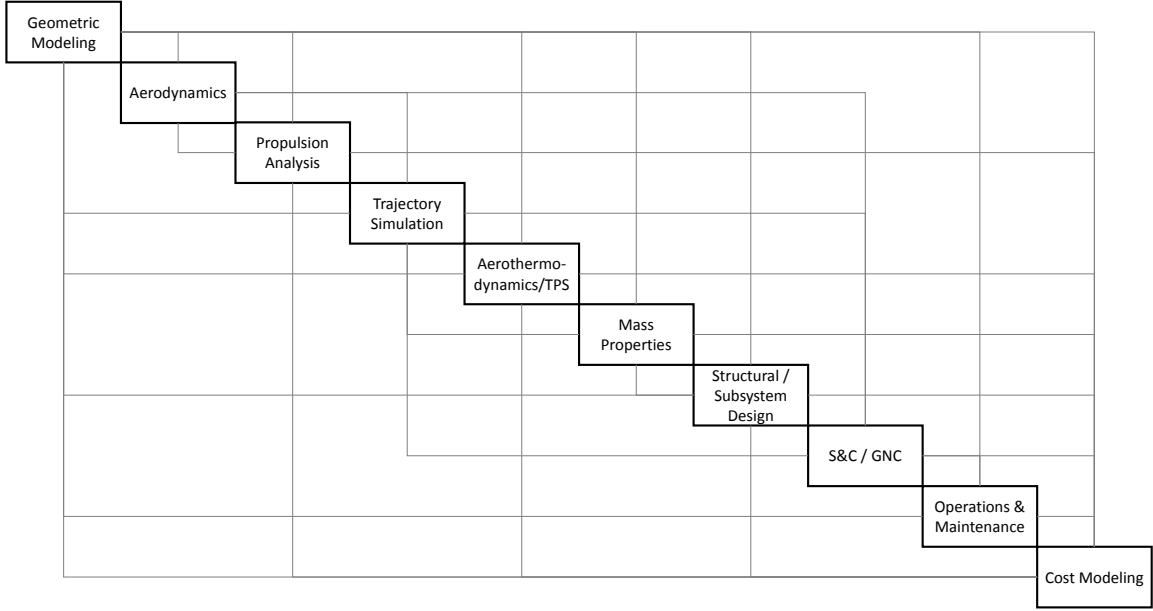 Geometric
Modeling
Aerodynamics
Propulsion
Analysis
Trajectory
Simulation
Aerothermo-
dynamics/TPS
Mass
Properties
Structural /
Subsystem
Design
S&C / GNC
Operations &
Maintenance
Cost Modeling